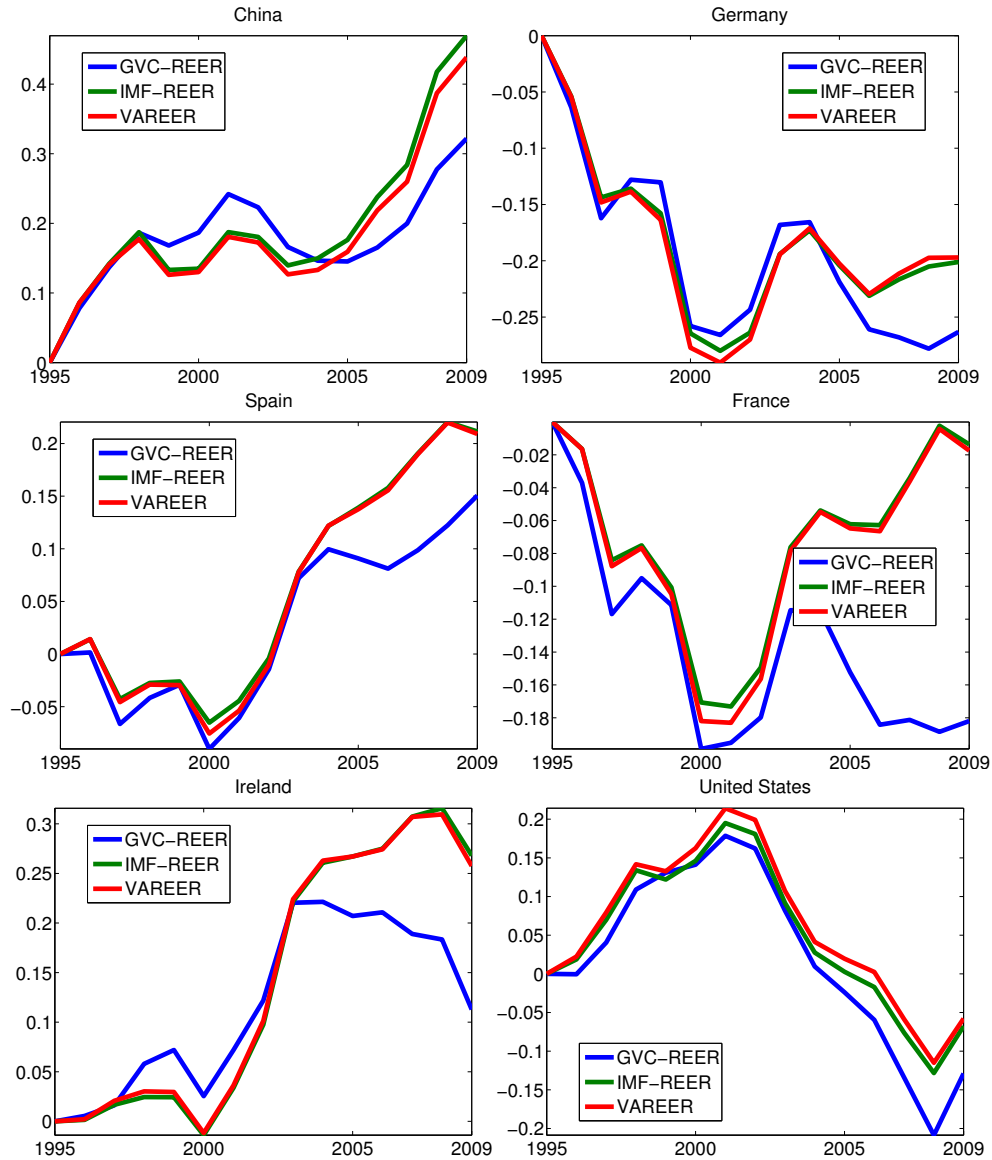 China
GVC−REER
IMF−REER
VAREER
0.4
0.3
0.2
0.1
0
1995
2000
2005
2009
Germany
GVC−REER
IMF−REER
VAREER
0
−0.05
−0.1
−0.15
−0.2
−0.25
1995
2000
2005
2009
Spain
GVC−REER
IMF−REER
VAREER
0.2
0.15
0.1
0.05
0
−0.05
1995
2000
2005
2009
France
GVC−REER
IMF−REER
VAREER
−0.02
−0.04
−0.06
−0.08
−0.1
−0.12
−0.14
−0.16
−0.18
1995
2000
2005
2009
Ireland
GVC−REER
IMF−REER
VAREER
0.3
0.25
0.2
0.15
0.1
0.05
0
1995
2000
2005
2009
United States
GVC−REER
IMF−REER
VAREER
0.2
0.15
0.1
0.05
0
−0.05
−0.1
−0.15
−0.2
1995
2000
2005
2009